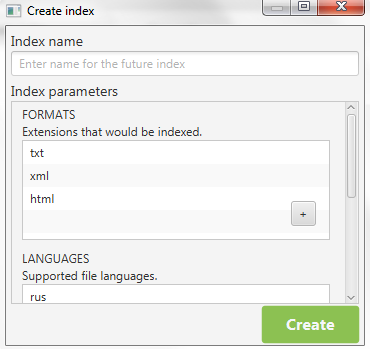 Create index
Index name
Enter name for the future index
Index parameters
FORMATS
Extensions that would be indexed.
txt
xml
html
+
LANGUAGES
Supported file languages.
rus
Create